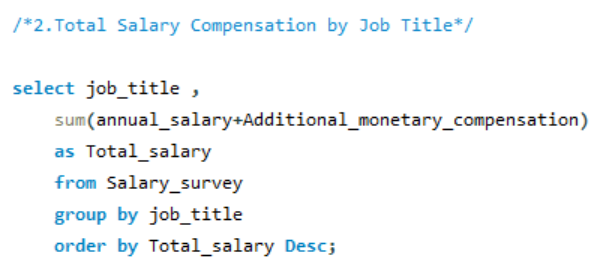 /*2.Total Salary Compensation by Job Title*/
select job_title ,
sum(annual_salary+Additional_monetary_compensation)
as Total_salary
from Salary_survey
group by job_title
order by Total_salary Desc;